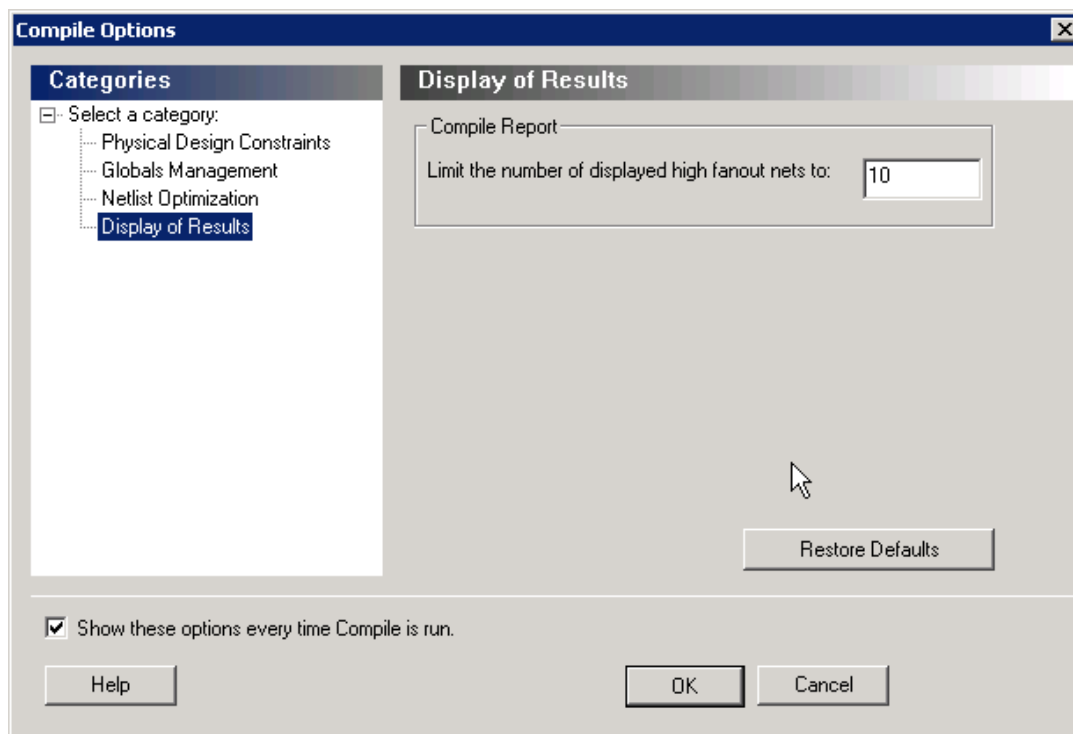 Compile Options
Categories
Select a category:
Physical Design Constraints
Globals Management
Netlist Optimization
Display of Results
Display of Results
Compile Report
Limit the number of displayed high fanout nets to:
10
Restore Defaults
Show these options every time Compile is run.
Help
OK
Cancel